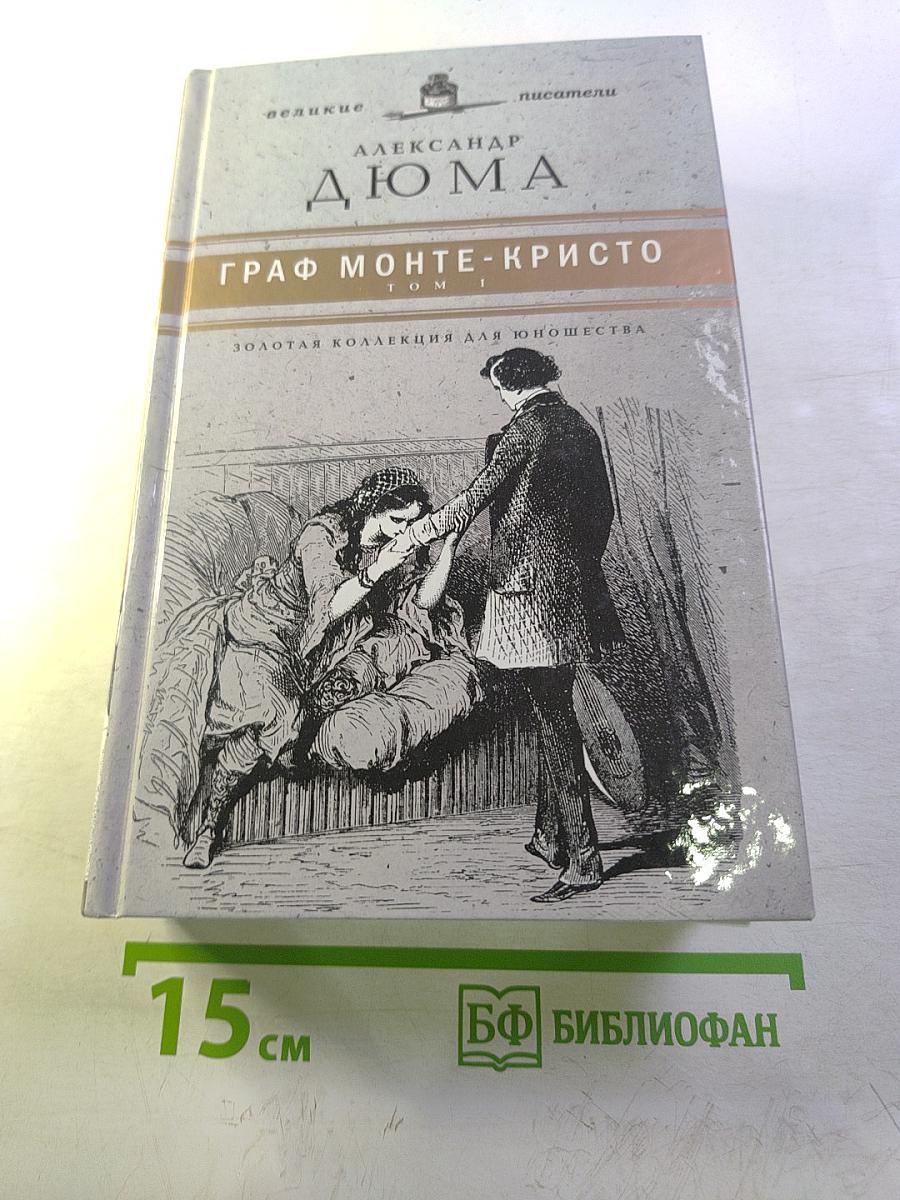 великие писатели
АЛЕКСАНДР
ДЮМА
ГРАФ МОНТЕ-КРИСТО
ТОМ I
ЗОЛОТАЯ КОЛЛЕКЦИЯ ДЛЯ ЮНОШЕСТВА
15 см
БФ БИБЛИОФАН